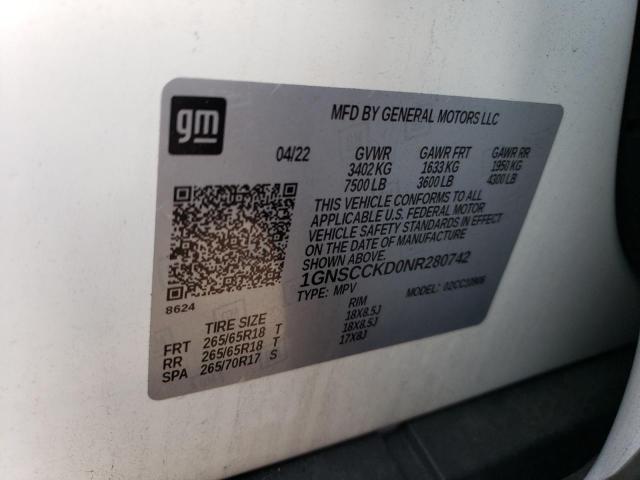 gm
MFD BY GENERAL MOTORS LLC
04/22 GVWR GAWR FRT GAWR RR
3402 KG 1633 KG 1950 KG
7500 LB 3600 LB 4300 LB
THIS VEHICLE CONFORMS TO ALL
APPLICABLE U.S. FEDERAL MOTOR
VEHICLE SAFETY STANDARDS IN EFFECT
ON THE DATE OF MANUFACTURE
SHOWN ABOVE.
1GNSCCKD0NR280742
TYPE: MPV MODEL:
8624
TIRE SIZE RIM
FRT 265/65R18 T 18X8.5J
RR 265/65R18 T 18X8.5J
SPA 265/70R17 S 17X8J